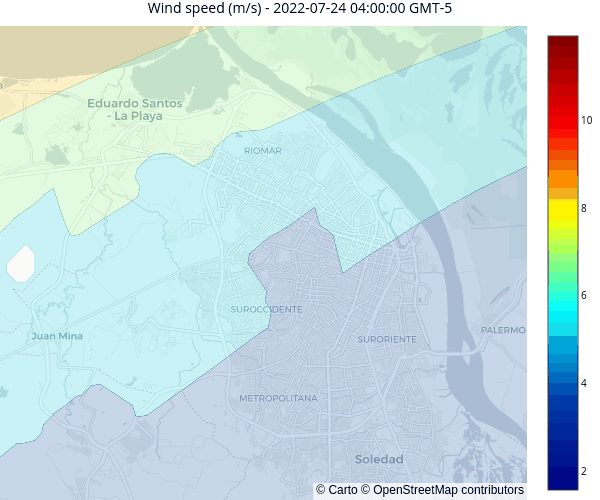 Wind speed (m/s) - 2022-07-24 04:00:00 GMT-5
Eduardo Santos
- La Playa
RIOMAR
SUROCCIDENTE
Juan Mina
SURORIENTE
PALERMO
METROPOLITANA
Soledad
10
8
6
4
2
© Carto © OpenStreetMap contributors